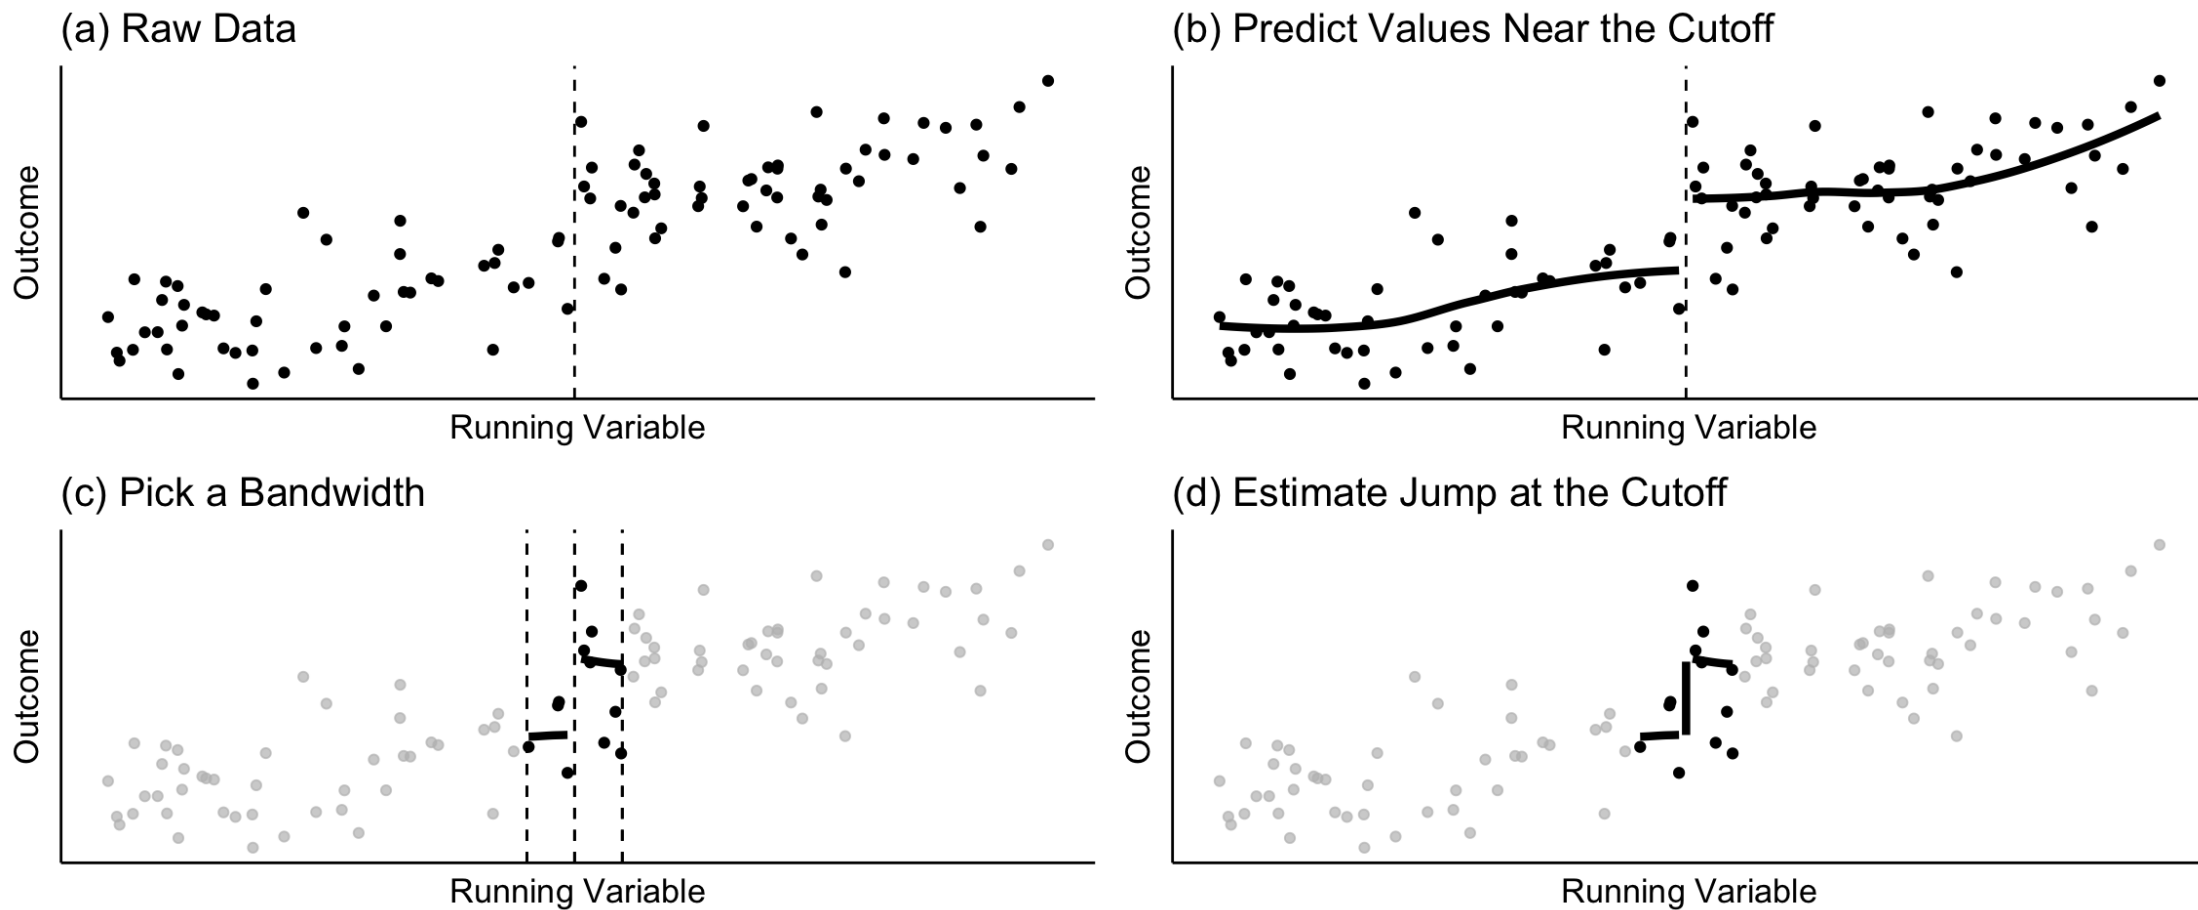 (a) Raw Data
Outcome
Running Variable
(b) Predict Values Near the Cutoff
Outcome
Running Variable
(c) Pick a Bandwidth
Outcome
Running Variable
(d) Estimate Jump at the Cutoff
Outcome
Running Variable